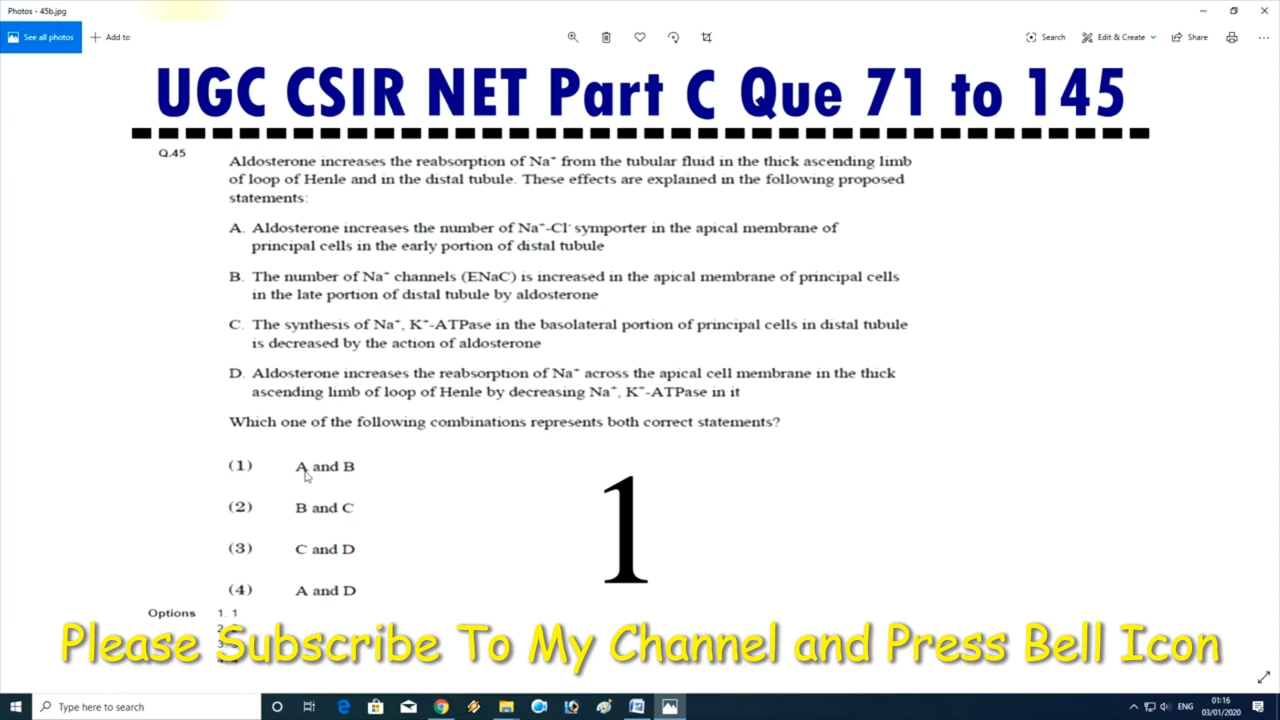 Photos - 45b.jpg
See all photos
Add to
Search
Edit & Create
Share
UGC CSIR NET Part C Que 71 to 145
Q.45
Aldosterone increases the reabsorption of Na+ from the tubular fluid in the thick ascending limb
of loop of Henle and in the distal tubule. These effects are explained in the following proposed
statements:
A. Aldosterone increases the number of Na+-Cl- symporter in the apical membrane of
principal cells in the early portion of distal tubule
B. The number of Na+ channels (ENaC) is increased in the apical membrane of principal cells
in the late portion of distal tubule by aldosterone
C. The synthesis of Na+, K+-ATPase in the basolateral portion of principal cells in distal tubule
is decreased by the action of aldosterone
D. Aldosterone increases the reabsorption of Na+ across the apical cell membrane in the thick
ascending limb of loop of Henle by decreasing Na+, K+-ATPase in it
Which one of the following combinations represents both correct statements?
(1) A and B
(2) B and C
(3) C and D
(4) A and D
1
Options 1. 1
Please Subscribe To My Channel and Press Bell Icon
Type here to search
ENG
01:16
03/01/2020